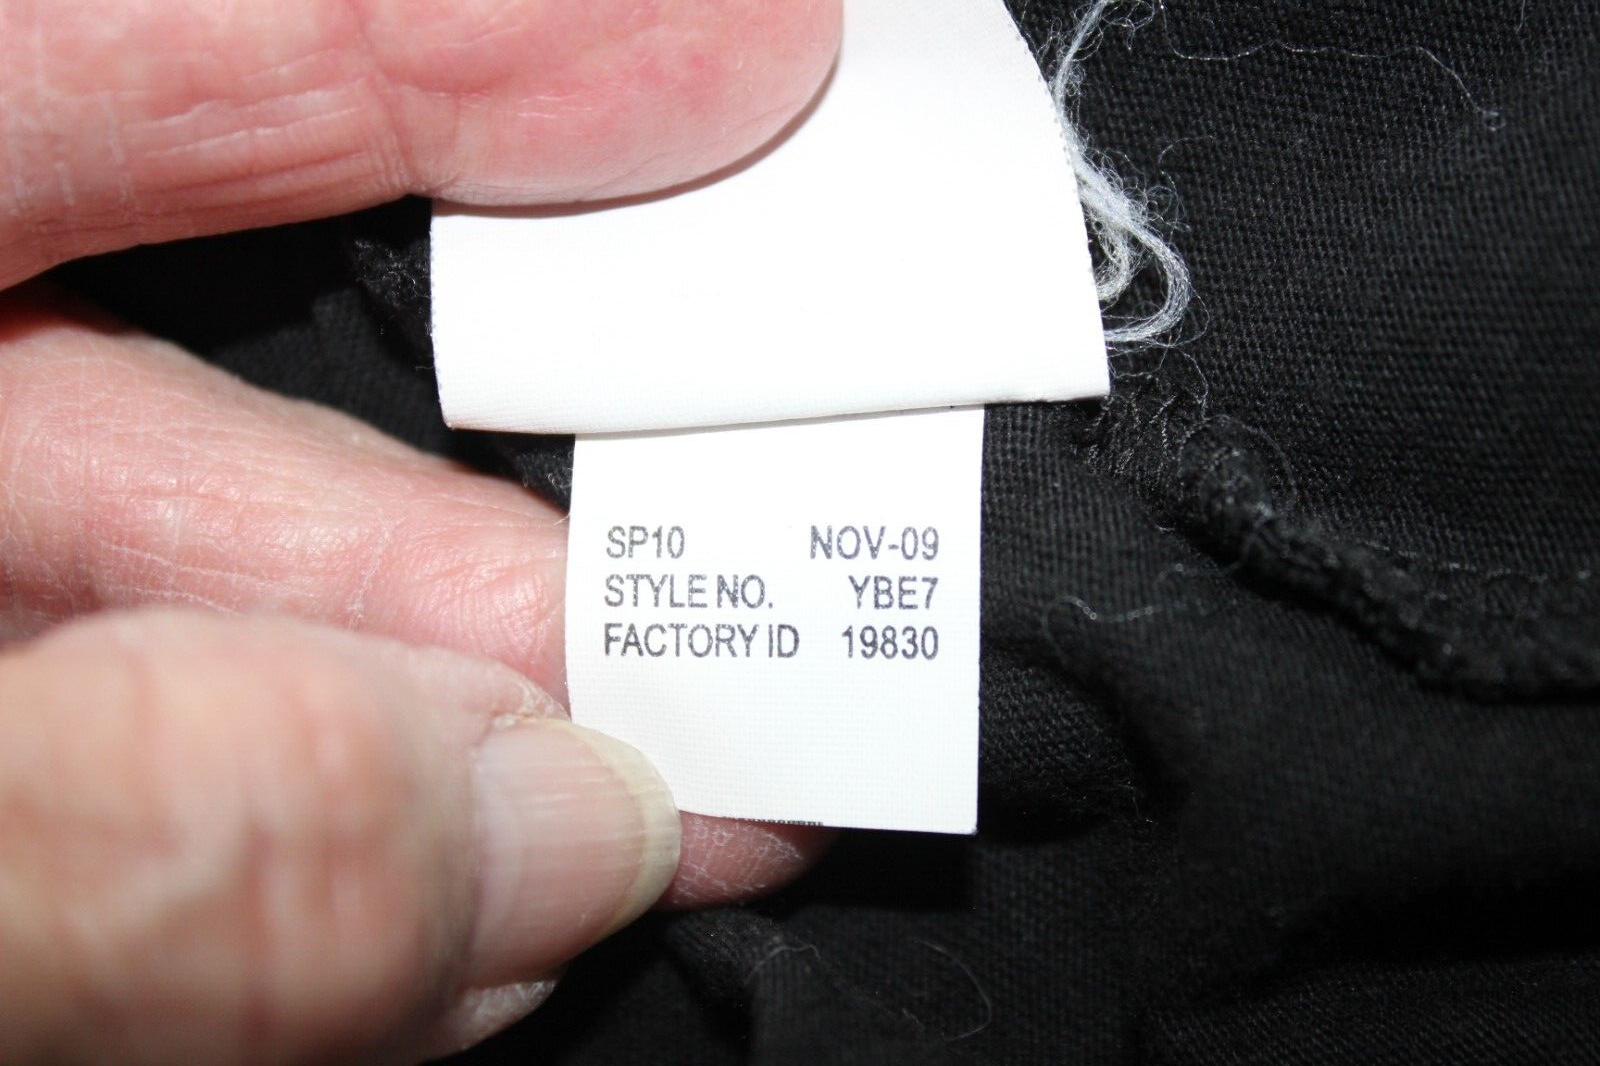 SP10 NOV-09
STYLE NO. YBE7
FACTORY ID 19830